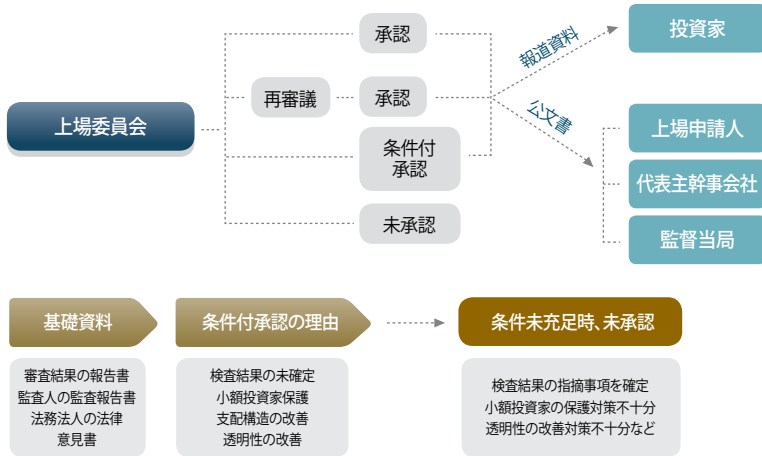 承認
報道資料
投資家
再審議
承認
上場委員会
公文書
上場申請人
条件付
承認
代表主幹事会社
未承認
監督当局
基礎資料
条件付承認の理由
条件未充足時、未承認
審査結果の報告書
監査人の監査報告書
法務法人の法律
意見書
検査結果の未確定
小額投資家保護
支配構造の改善
透明性の改善
検査結果の指摘事項を確定
小額投資家の保護対策不十分
透明性の改善対策不十分など